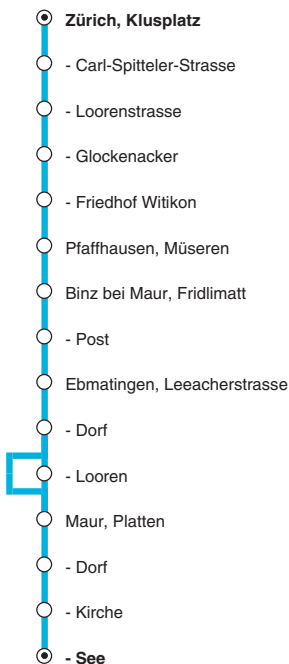 Zürich, Klusplatz
- Carl-Spitteler-Strasse
- Loorenstrasse
- Glockenacker
- Friedhof Witikon
Pfaffhausen, Müseren
Binz bei Maur, Fridlimatt
- Post
Ebmatingen, Leeacherstrasse
- Dorf
- Looren
Maur, Platten
- Dorf
- Kirche
- See